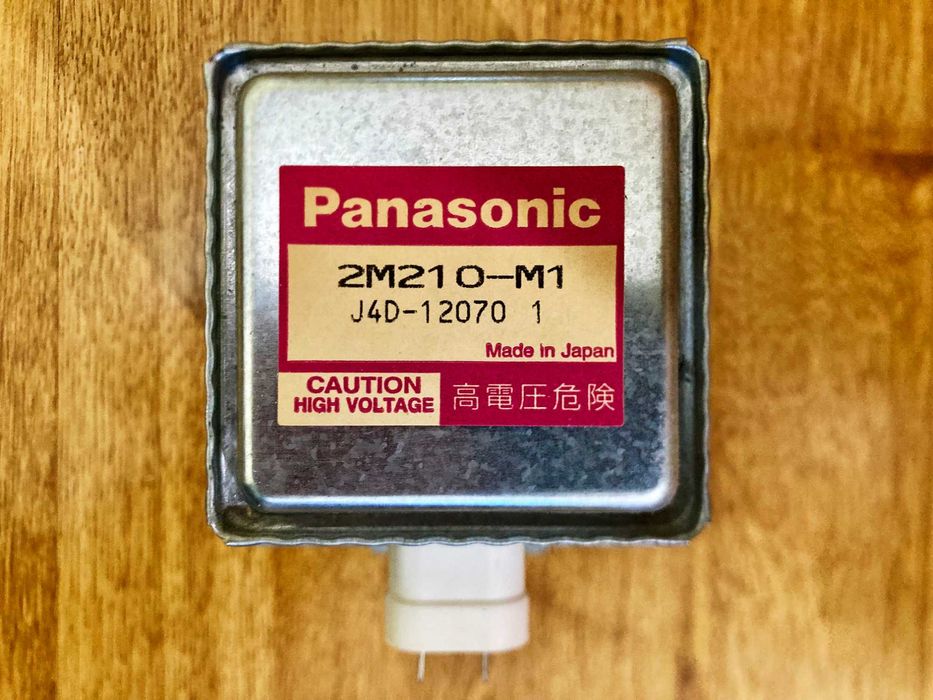 Panasonic
2M210-M1
J4D-12070 1
Made in Japan
CAUTION
HIGH VOLTAGE
高電圧危険